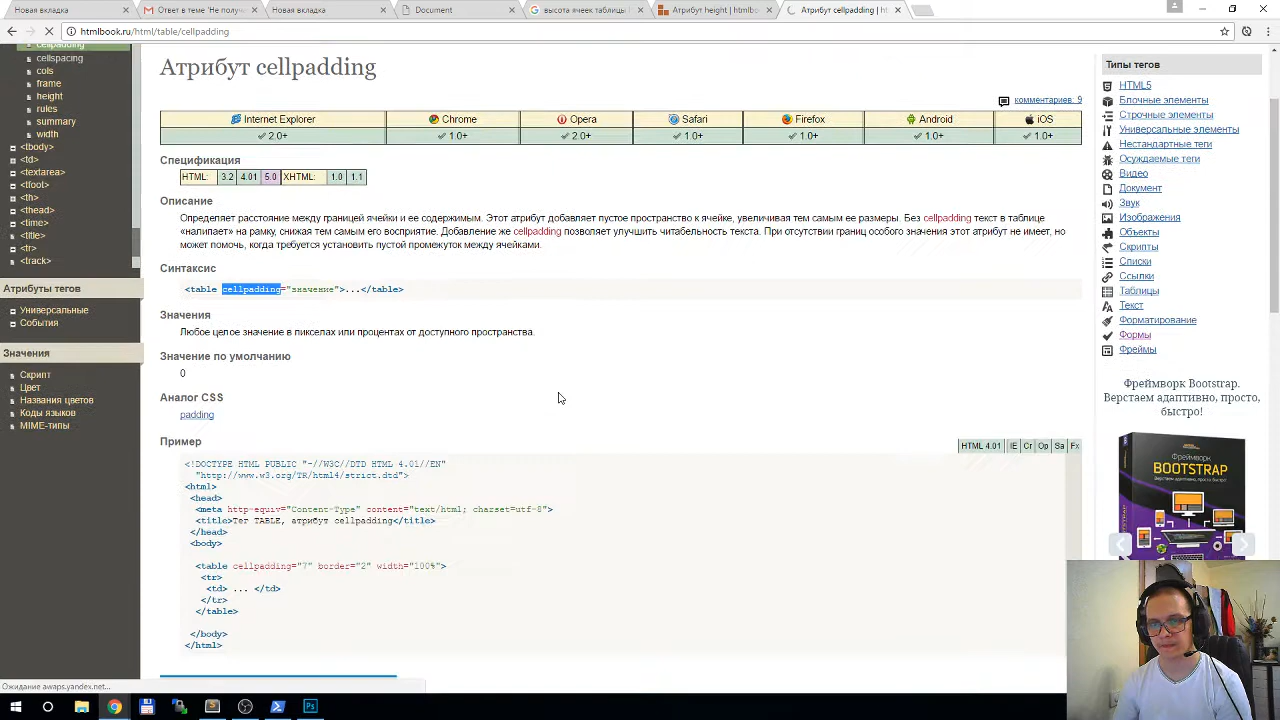 Новая вкладка
Ответ в теме 'Не получе
Новая вкладка
Document
высота ячеек таблицы
Атрибут height | htmlboo
Атрибут cellpadding | ht
htmlbook.ru/html/table/cellpadding
cellpadding
cellspacing
cols
frame
height
rules
summary
width
<tbody>
<td>
<textarea>
<tfoot>
<th>
<thead>
<time>
<title>
<tr>
<track>
Атрибуты тегов
Универсальные
События
Значения
Скрипт
Цвет
Названия цветов
Коды языков
MIME-типы
Атрибут cellpadding
комментариев: 9
Internet Explorer Chrome Opera Safari Firefox Android iOS
2.0+ 1.0+ 2.0+ 1.0+ 1.0+ 1.0+ 1.0+
Спецификация
HTML: 3.2 4.01 5.0 XHTML: 1.0 1.1
Описание
Определяет расстояние между границей ячейки и ее содержимым. Этот атрибут добавляет пустое пространство к ячейке, увеличивая тем самым ее размеры. Без cellpadding текст в таблице
«налипает» на рамку, снижая тем самым его восприятие. Добавление же cellpadding позволяет улучшить читабельность текста. При отсутствии границ особого значения этот атрибут не имеет, но
может помочь, когда требуется установить пустой промежуток между ячейками.
Синтаксис
<table cellpadding="значение">...</table>
Значения
Любое целое значение в пикселах или процентах от доступного пространства.
Значение по умолчанию
0
Аналог CSS
padding
Пример
HTML 4.01 IE Cr Op Sa Fx
<!DOCTYPE HTML PUBLIC "-//W3C//DTD HTML 4.01//EN"
"http://www.w3.org/TR/html4/strict.dtd">
<html>
<head>
<meta http-equiv="Content-Type" content="text/html; charset=utf-8">
<title>Тег TABLE, атрибут cellpadding</title>
</head>
<body>
<table cellpadding="7" border="2" width="100%">
<tr>
<td> ... </td>
</tr>
</table>
</body>
</html>
Типы тегов
HTML5
Блочные элементы
Строчные элементы
Универсальные элементы
Нестандартные теги
Осуждаемые теги
Видео
Документ
Звук
Изображения
Объекты
Скрипты
Списки
Ссылки
Таблицы
Текст
Форматирование
Формы
Фреймы
Фреймворк Bootstrap.
Верстаем адаптивно, просто,
быстро!
Фреймворк
BOOTSTRAP
Верстаем адаптивно, просто, быстро!
Ожидание awaps.yandex.net...